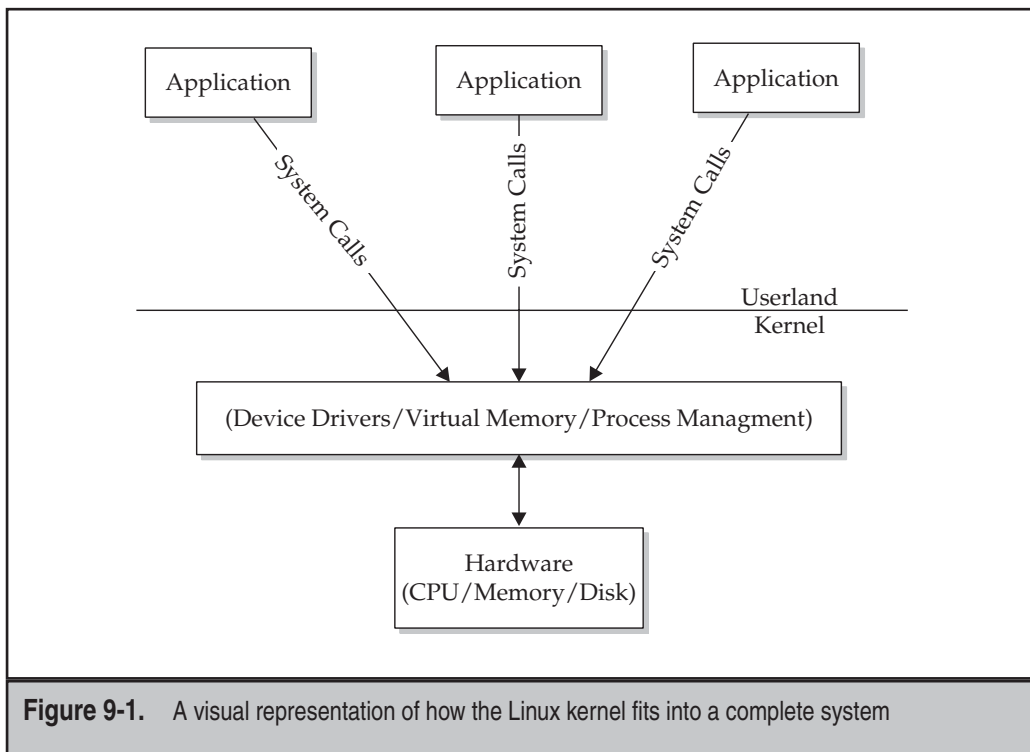 Application
Application
Application
System Calls
System Calls
System Calls
Userland
Kernel
(Device Drivers/Virtual Memory/Process Managment)
Hardware
(CPU/Memory/Disk)
Figure 9-1. A visual representation of how the Linux kernel fits into a complete system